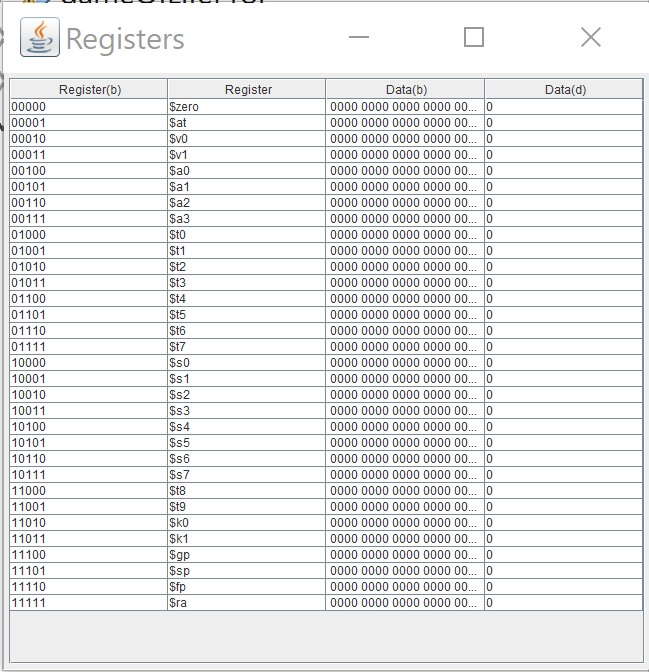 Registers
Register(b) Register Data(b) Data(d)
00000 $zero 0000 0000 0000 0000 00... 0
00001 $at 0000 0000 0000 0000 00... 0
00010 $v0 0000 0000 0000 0000 00... 0
00011 $v1 0000 0000 0000 0000 00... 0
00100 $a0 0000 0000 0000 0000 00... 0
00101 $a1 0000 0000 0000 0000 00... 0
00110 $a2 0000 0000 0000 0000 00... 0
00111 $a3 0000 0000 0000 0000 00... 0
01000 $t0 0000 0000 0000 0000 00... 0
01001 $t1 0000 0000 0000 0000 00... 0
01010 $t2 0000 0000 0000 0000 00... 0
01011 $t3 0000 0000 0000 0000 00... 0
01100 $t4 0000 0000 0000 0000 00... 0
01101 $t5 0000 0000 0000 0000 00... 0
01110 $t6 0000 0000 0000 0000 00... 0
01111 $t7 0000 0000 0000 0000 00... 0
10000 $s0 0000 0000 0000 0000 00... 0
10001 $s1 0000 0000 0000 0000 00... 0
10010 $s2 0000 0000 0000 0000 00... 0
10011 $s3 0000 0000 0000 0000 00... 0
10100 $s4 0000 0000 0000 0000 00... 0
10101 $s5 0000 0000 0000 0000 00... 0
10110 $s6 0000 0000 0000 0000 00... 0
10111 $s7 0000 0000 0000 0000 00... 0
11000 $t8 0000 0000 0000 0000 00... 0
11001 $t9 0000 0000 0000 0000 00... 0
11010 $k0 0000 0000 0000 0000 00... 0
11011 $k1 0000 0000 0000 0000 00... 0
11100 $gp 0000 0000 0000 0000 00... 0
11101 $sp 0000 0000 0000 0000 00... 0
11110 $fp 0000 0000 0000 0000 00... 0
11111 $ra 0000 0000 0000 0000 00... 0